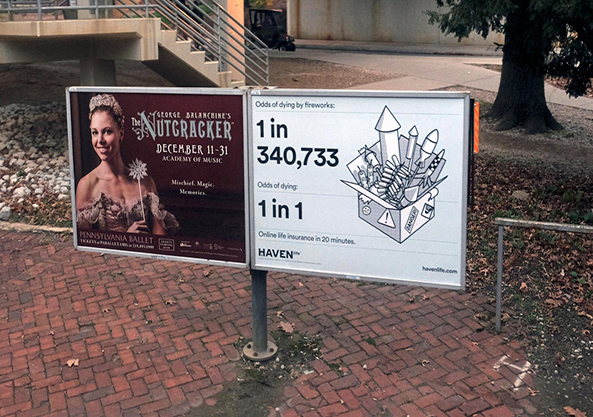 GEORGE BALANCHINE'S
The NUTCRACKER
DECEMBER 11-31
ACADEMY OF MUSIC
Mischief. Magic.
Memories.
PENNSYLVANIA BALLET
Odds of dying by fireworks:
1 in
340,733
Odds of dying:
1 in 1
Online life insurance in 20 minutes.
HAVEN life
havenlife.com